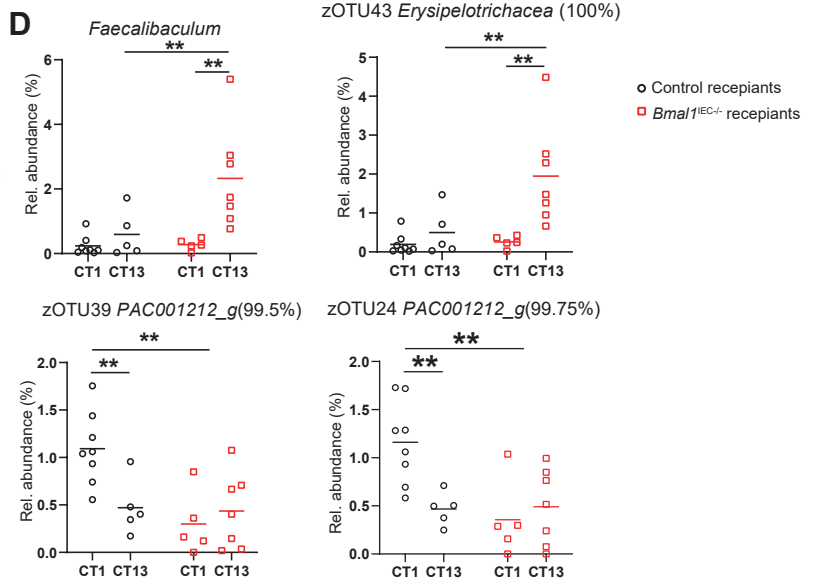 D
Faecalibaculum
**
**
Rel. abundance (%)
6
4
2
0
CT1 CT13 CT1 CT13
zOTU43 Erysipelotrichacea (100%)
**
**
Rel. abundance (%)
5
4
3
2
1
0
CT1 CT13 CT1 CT13
Control recepiants
Bmal1IEC-/- recepiants
zOTU39 PAC001212_g(99.5%)
**
**
Rel. abundance (%)
2.0
1.5
1.0
0.5
0.0
CT1 CT13 CT1 CT13
zOTU24 PAC001212_g(99.75%)
**
**
Rel. abundance (%)
2.0
1.5
1.0
0.5
0.0
CT1 CT13 CT1 CT13